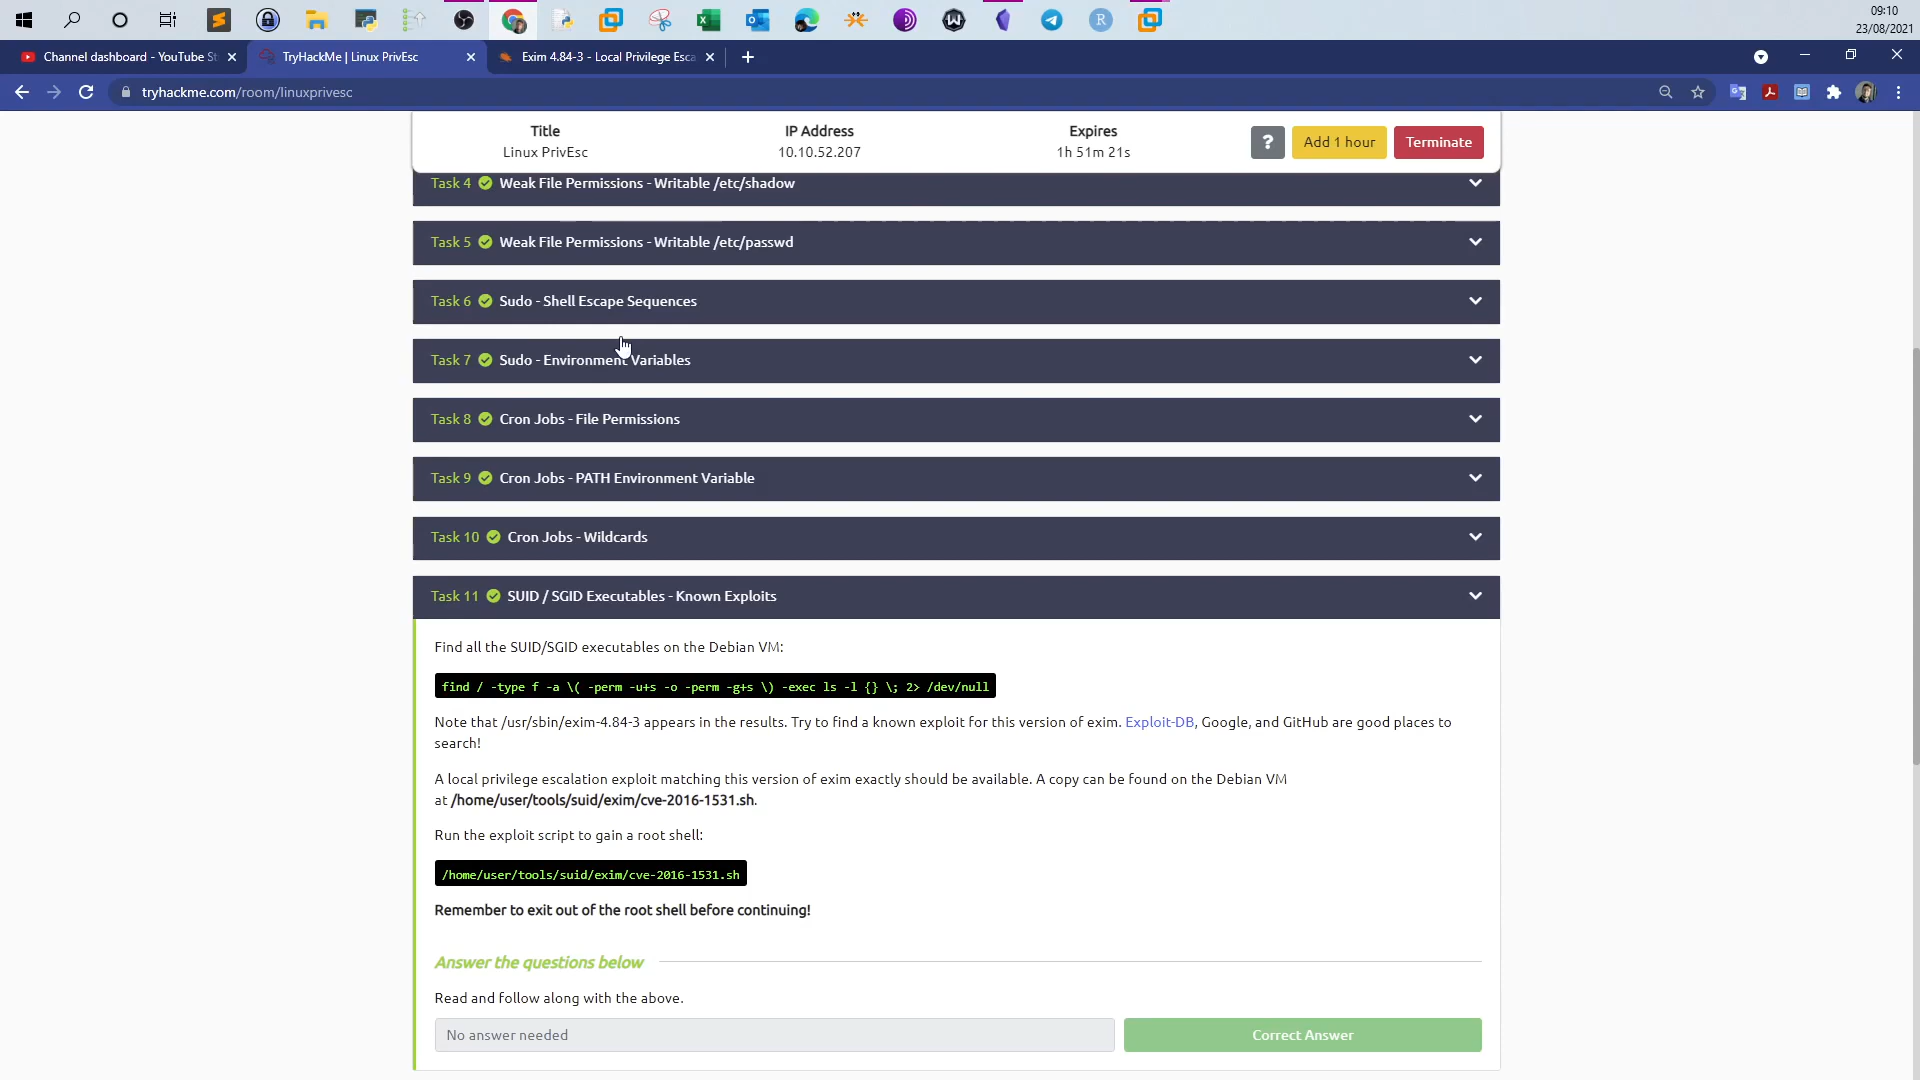 09:10
23/08/2021
Channel dashboard - YouTube St
TryHackMe | Linux PrivEsc
Exim 4.84-3 - Local Privilege Esca
tryhackme.com/room/linuxprivesc
Title
IP Address
Expires
Linux PrivEsc
10.10.52.207
1h 51m 21s
?
Add 1 hour
Terminate
Task 4 Weak File Permissions - Writable /etc/shadow
Task 5 Weak File Permissions - Writable /etc/passwd
Task 6 Sudo - Shell Escape Sequences
Task 7 Sudo - Environment Variables
Task 8 Cron Jobs - File Permissions
Task 9 Cron Jobs - PATH Environment Variable
Task 10 Cron Jobs - Wildcards
Task 11 SUID / SGID Executables - Known Exploits
Find all the SUID/SGID executables on the Debian VM:
find / -type f -a \( -perm -u+s -o -perm -g+s \) -exec ls -l {} \; 2> /dev/null
Note that /usr/sbin/exim-4.84-3 appears in the results. Try to find a known exploit for this version of exim. Exploit-DB, Google, and GitHub are good places to
search!
A local privilege escalation exploit matching this version of exim exactly should be available. A copy can be found on the Debian VM
at /home/user/tools/suid/exim/cve-2016-1531.sh.
Run the exploit script to gain a root shell:
/home/user/tools/suid/exim/cve-2016-1531.sh
Remember to exit out of the root shell before continuing!
Answer the questions below
Read and follow along with the above.
No answer needed
Correct Answer